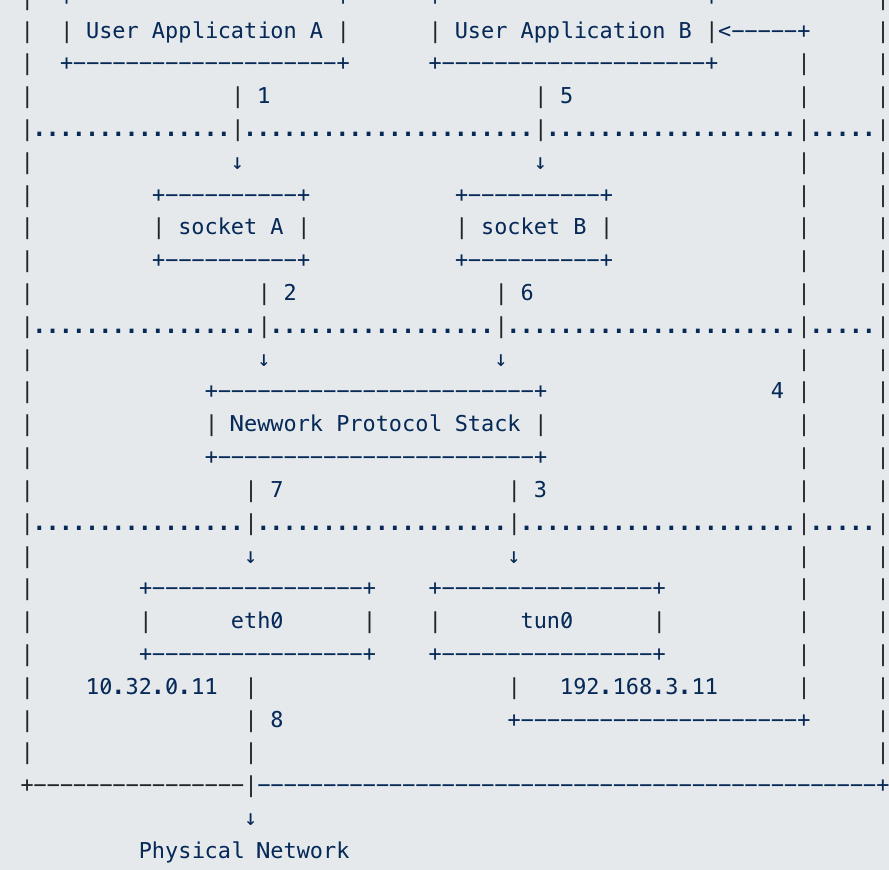 User Application A User Application B
1 5
socket A socket B
2 6
4
Newwork Protocol Stack
7 3
eth0 tun0
10.32.0.11 192.168.3.11
8
Physical Network